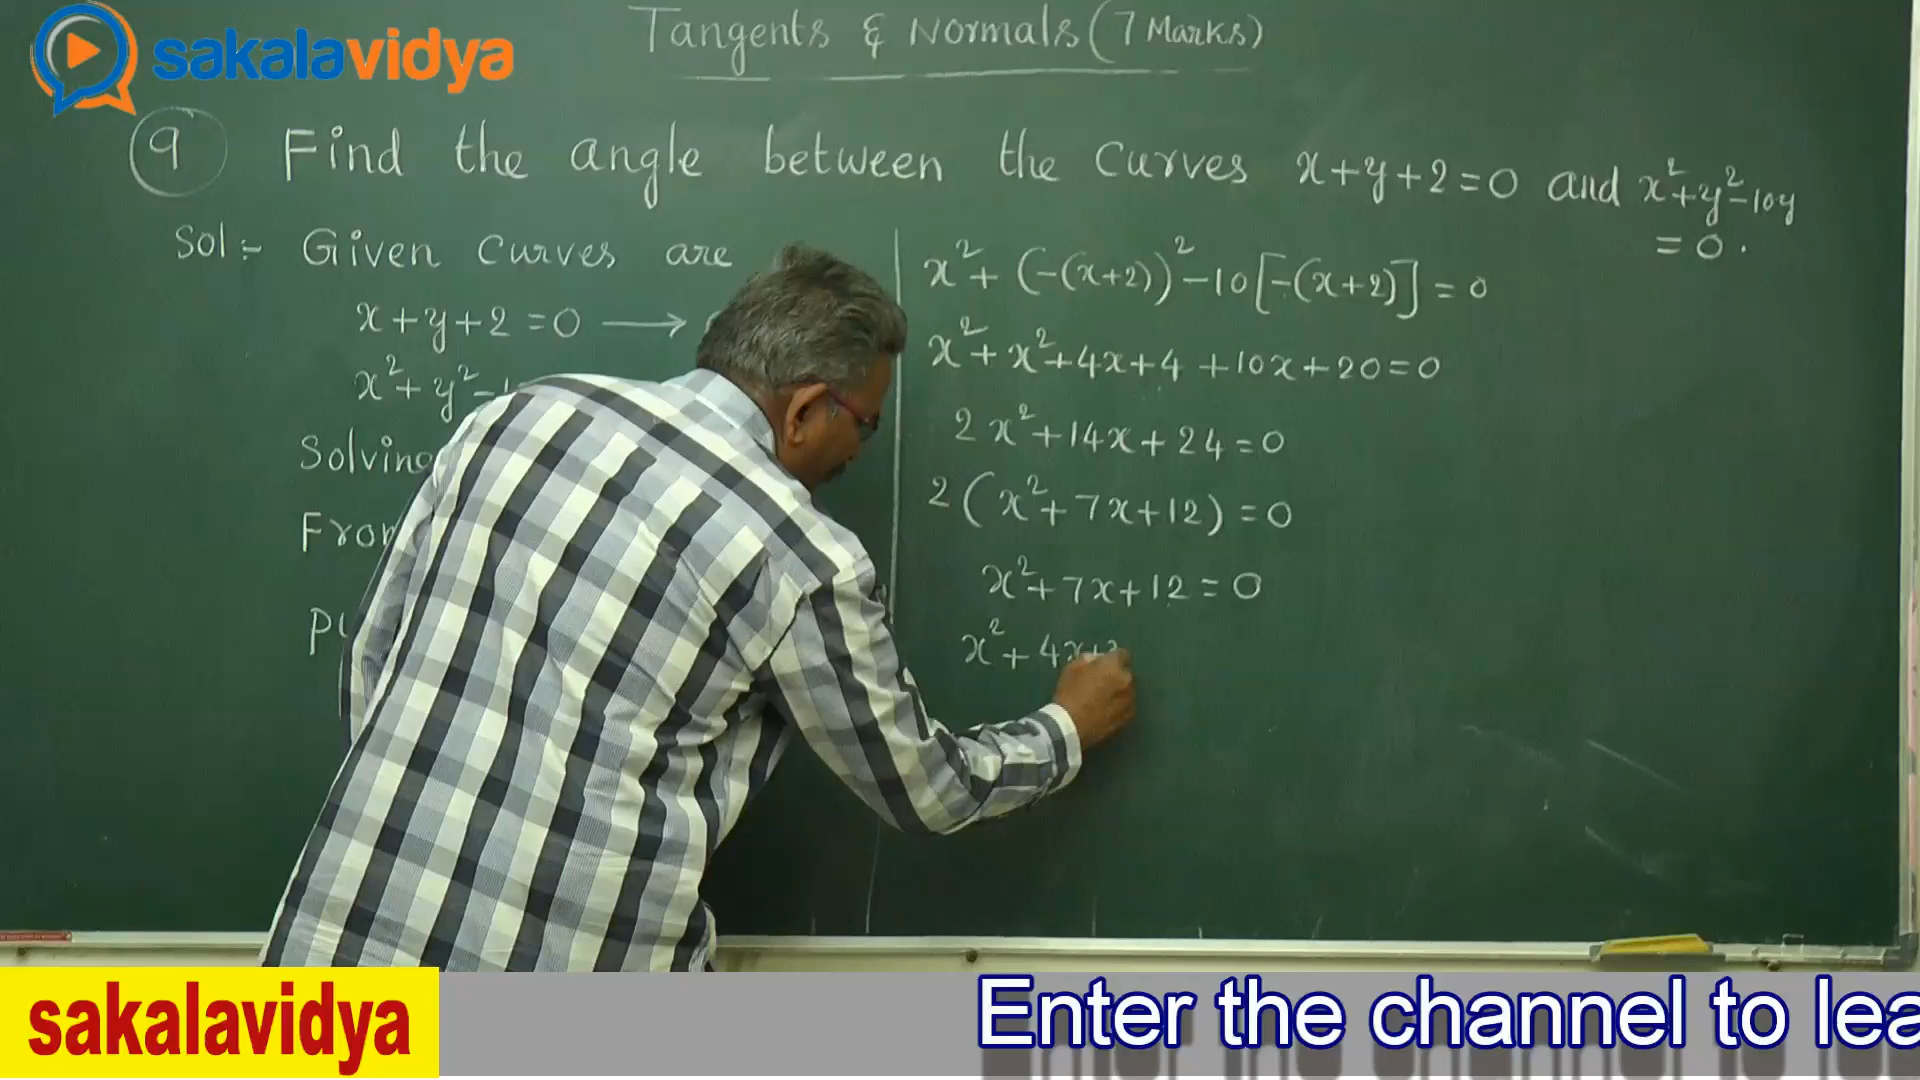 sakalavidya
Tangents & Normals (7 Marks)
9 Find the angle between the curves x+y+2=0 and x²+y²-10y
=0.
Sol:- Given curves are
x+y+2=0 →
x²+y²-
Solving
From
x²+(-(x+2))²-10[-(x+2)]=0
x²+x²+4x+4+10x+20=0
2x²+14x+24=0
2(x²+7x+12)=0
x²+7x+12=0
x²+4x+3
sakalavidya
Enter the channel to lea